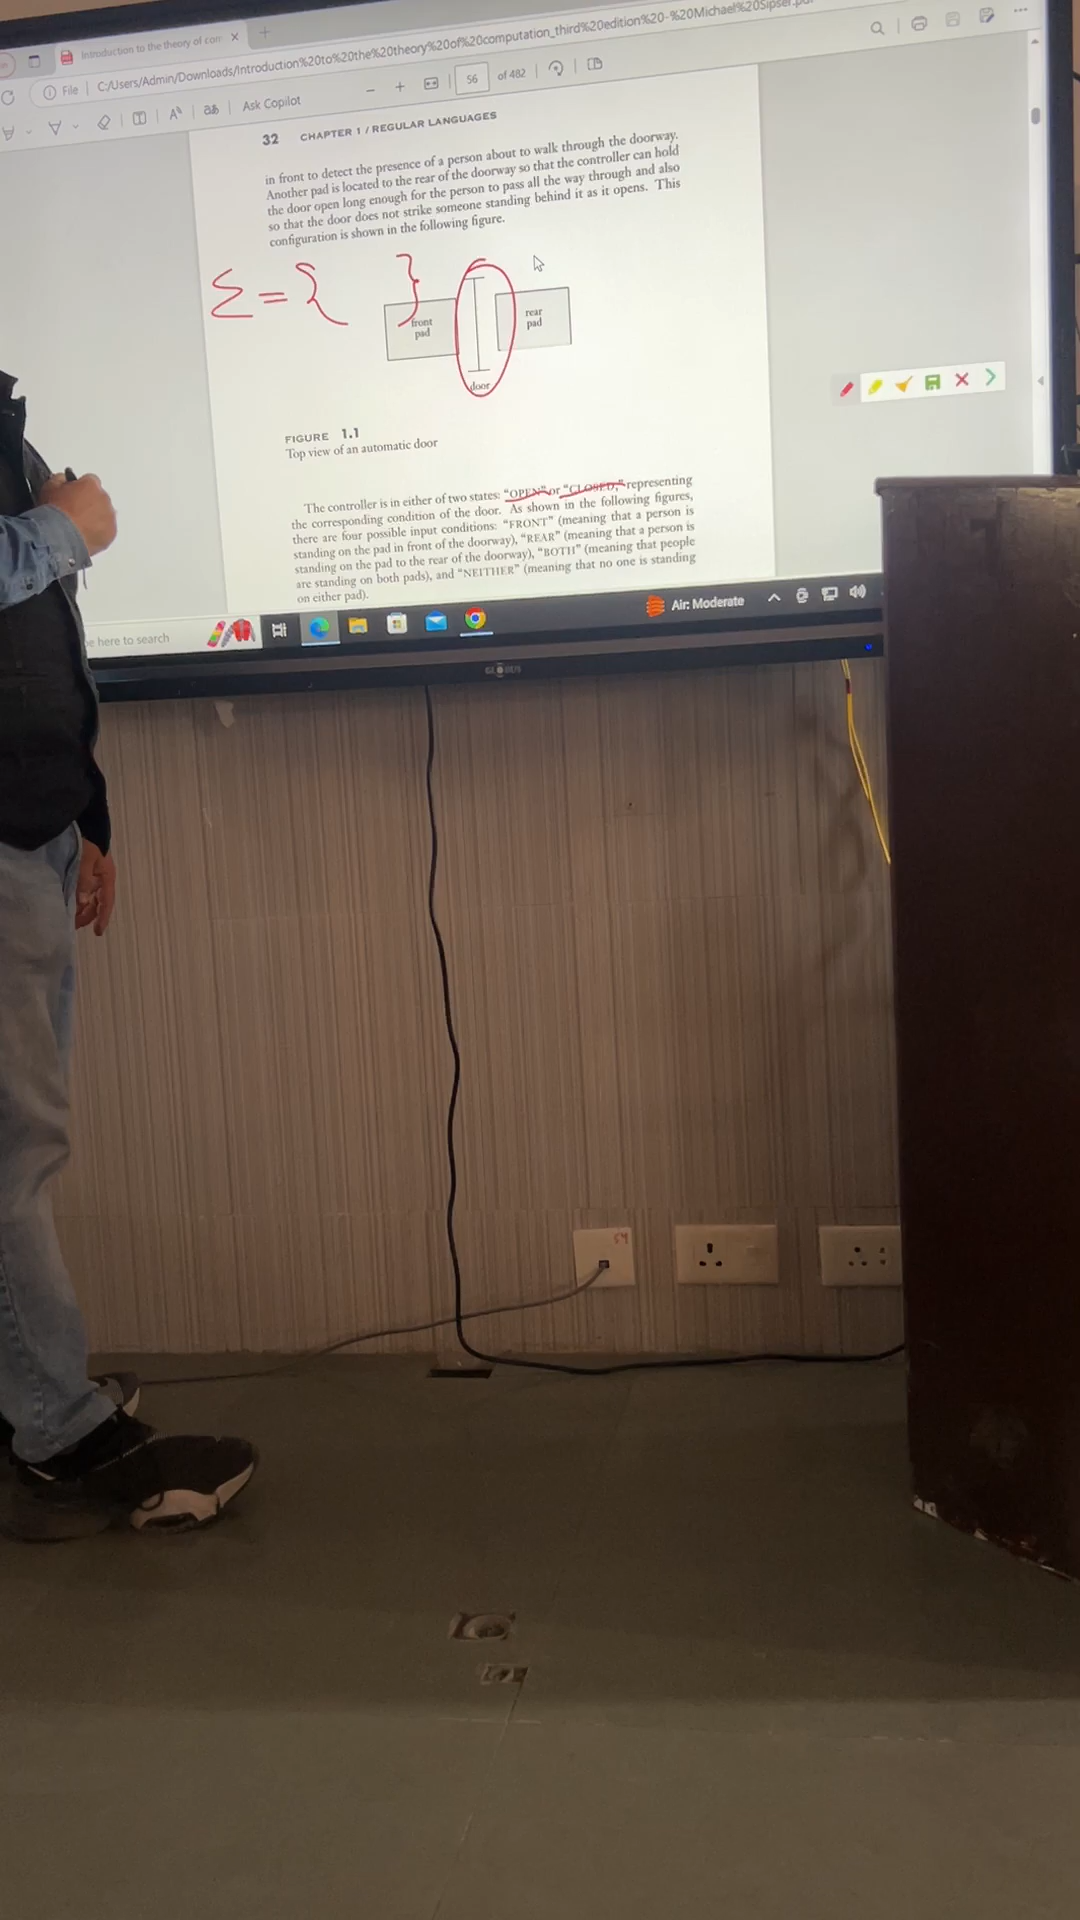 Introduction to the theory of com
File | C:/Users/Admin/Downloads/Introduction%20to%20the%20theory%20of%20computation_third%20edition%20-%20Michael%20Sipser.pd
Ask Copilot
56 of 482
32 CHAPTER 1 / REGULAR LANGUAGES
in front to detect the presence of a person about to walk through the doorway.
Another pad is located to the rear of the doorway so that the controller can hold
the door open long enough for the person to pass all the way through and also
so that the door does not strike someone standing behind it as it opens. This
configuration is shown in the following figure.
Σ = { }
front
pad
rear
pad
door
FIGURE 1.1
Top view of an automatic door
The controller is in either of two states: "OPEN" or "CLOSED," representing
the corresponding condition of the door. As shown in the following figures,
there are four possible input conditions: "FRONT" (meaning that a person is
standing on the pad in front of the doorway), "REAR" (meaning that a person is
standing on the pad to the rear of the doorway), "BOTH" (meaning that people
are standing on both pads), and "NEITHER" (meaning that no one is standing
on either pad).
pe here to search
Air: Moderate
GLOBUS